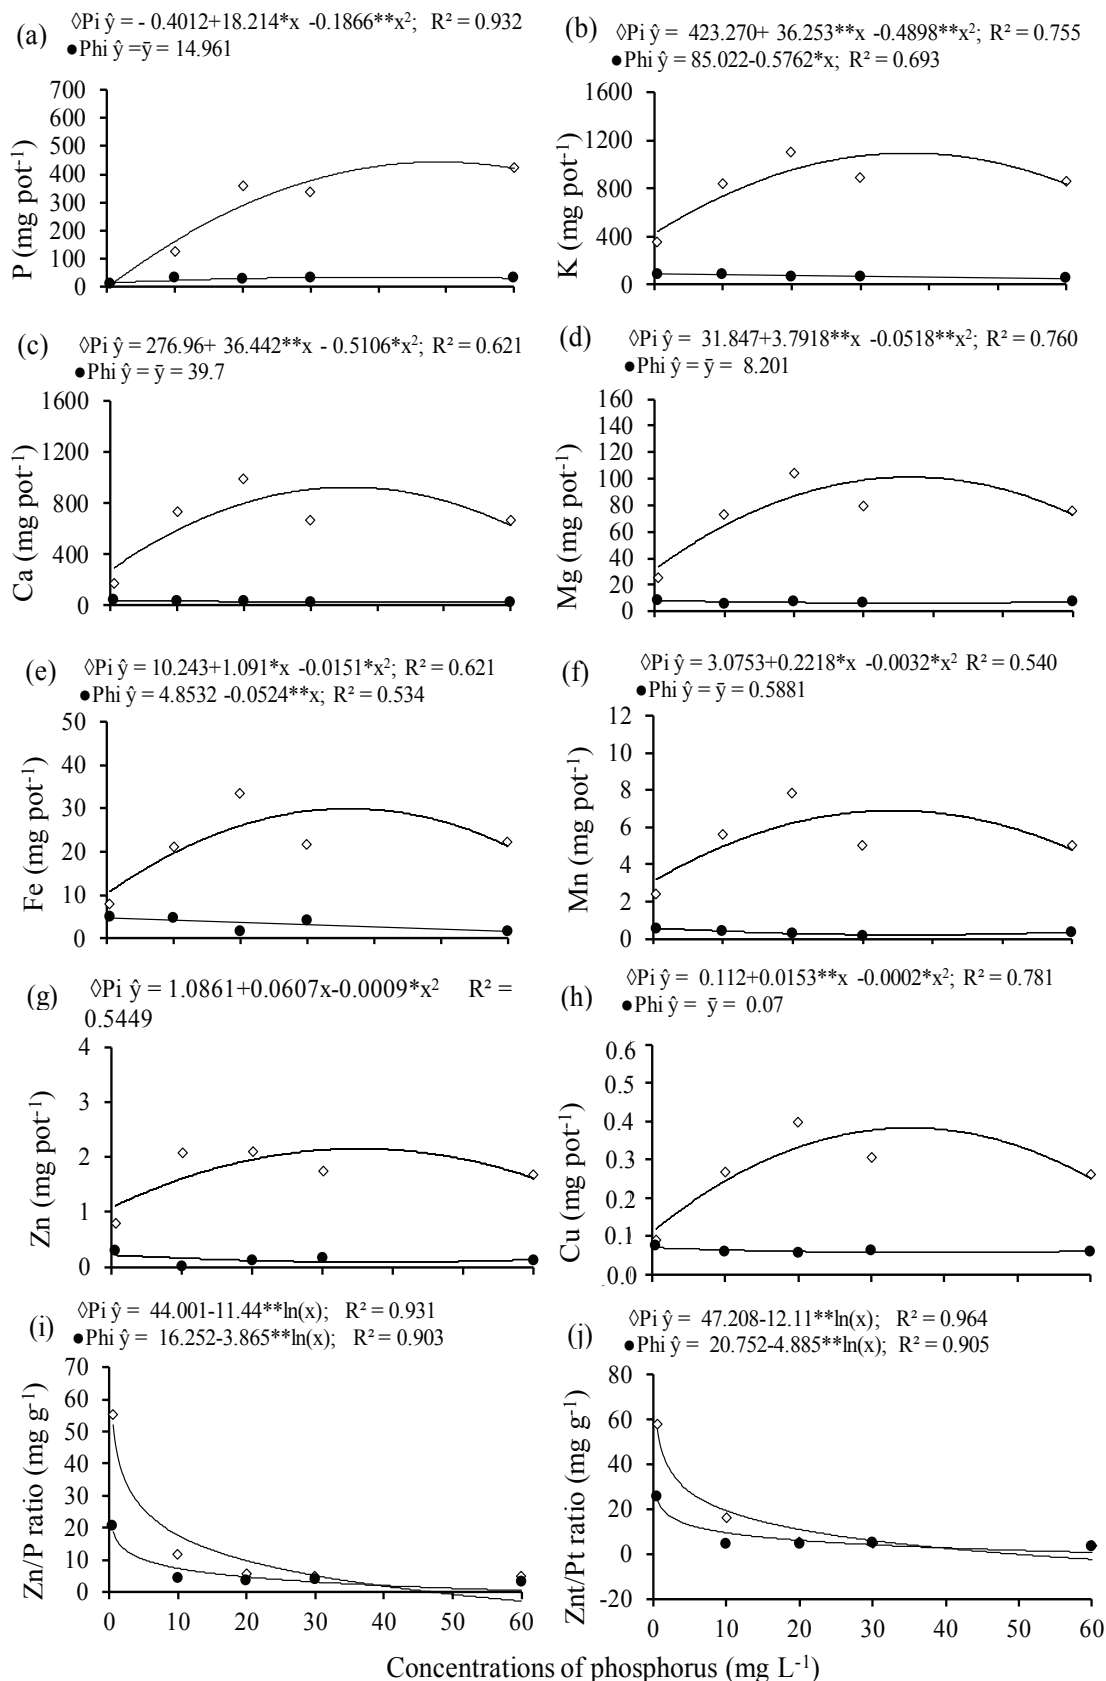 (a)
◊Pi ŷ = - 0.4012+18.214*x -0.1866**x²; R² = 0.932
●Phi ŷ =ȳ = 14.961
700
600
500
400
300
200
100
0
P (mg pot⁻¹)
(b)
◊Pi ŷ = 423.270+ 36.253**x -0.4898**x²; R² = 0.755
●Phi ŷ = 85.022-0.5762*x; R² = 0.693
1600
1200
800
400
0
K (mg pot⁻¹)
(c)
◊Pi ŷ = 276.96+ 36.442**x - 0.5106*x²; R² = 0.621
●Phi ŷ = ȳ = 39.7
1600
1200
800
400
0
Ca (mg pot⁻¹)
(d)
◊Pi ŷ = 31.847+3.7918**x -0.0518**x²; R² = 0.760
●Phi ŷ = ȳ = 8.201
160
140
120
100
80
60
40
20
0
Mg (mg pot⁻¹)
(e)
◊Pi ŷ = 10.243+1.091*x -0.0151*x²; R² = 0.621
●Phi ŷ = 4.8532 -0.0524**x; R² = 0.534
50
40
30
20
10
0
Fe (mg pot⁻¹)
(f)
◊Pi ŷ = 3.0753+0.2218*x -0.0032*x² R² = 0.540
●Phi ŷ = ȳ = 0.5881
12
10
8
6
4
2
0
Mn (mg pot⁻¹)
(g)
◊Pi ŷ = 1.0861+0.0607x-0.0009*x² R² =
0.5449
4
3
2
1
0
Zn (mg pot⁻¹)
(h)
◊Pi ŷ = 0.112+0.0153**x -0.0002*x²; R² = 0.781
●Phi ŷ = ȳ = 0.07
0.6
0.5
0.4
0.3
0.2
0.1
0.0
Cu (mg pot⁻¹)
(i)
◊Pi ŷ = 44.001-11.44**ln(x); R² = 0.931
●Phi ŷ = 16.252-3.865**ln(x); R² = 0.903
70
60
50
40
30
20
10
0
Zn/P ratio (mg g⁻¹)
0 10 20 30 40 50 60
(j)
◊Pi ŷ = 47.208-12.11**ln(x); R² = 0.964
●Phi ŷ = 20.752-4.885**ln(x); R² = 0.905
80
60
40
20
0
-20
Znt/Pt ratio (mg g⁻¹)
0 10 20 30 40 50 60
Concentrations of phosphorus (mg L⁻¹)